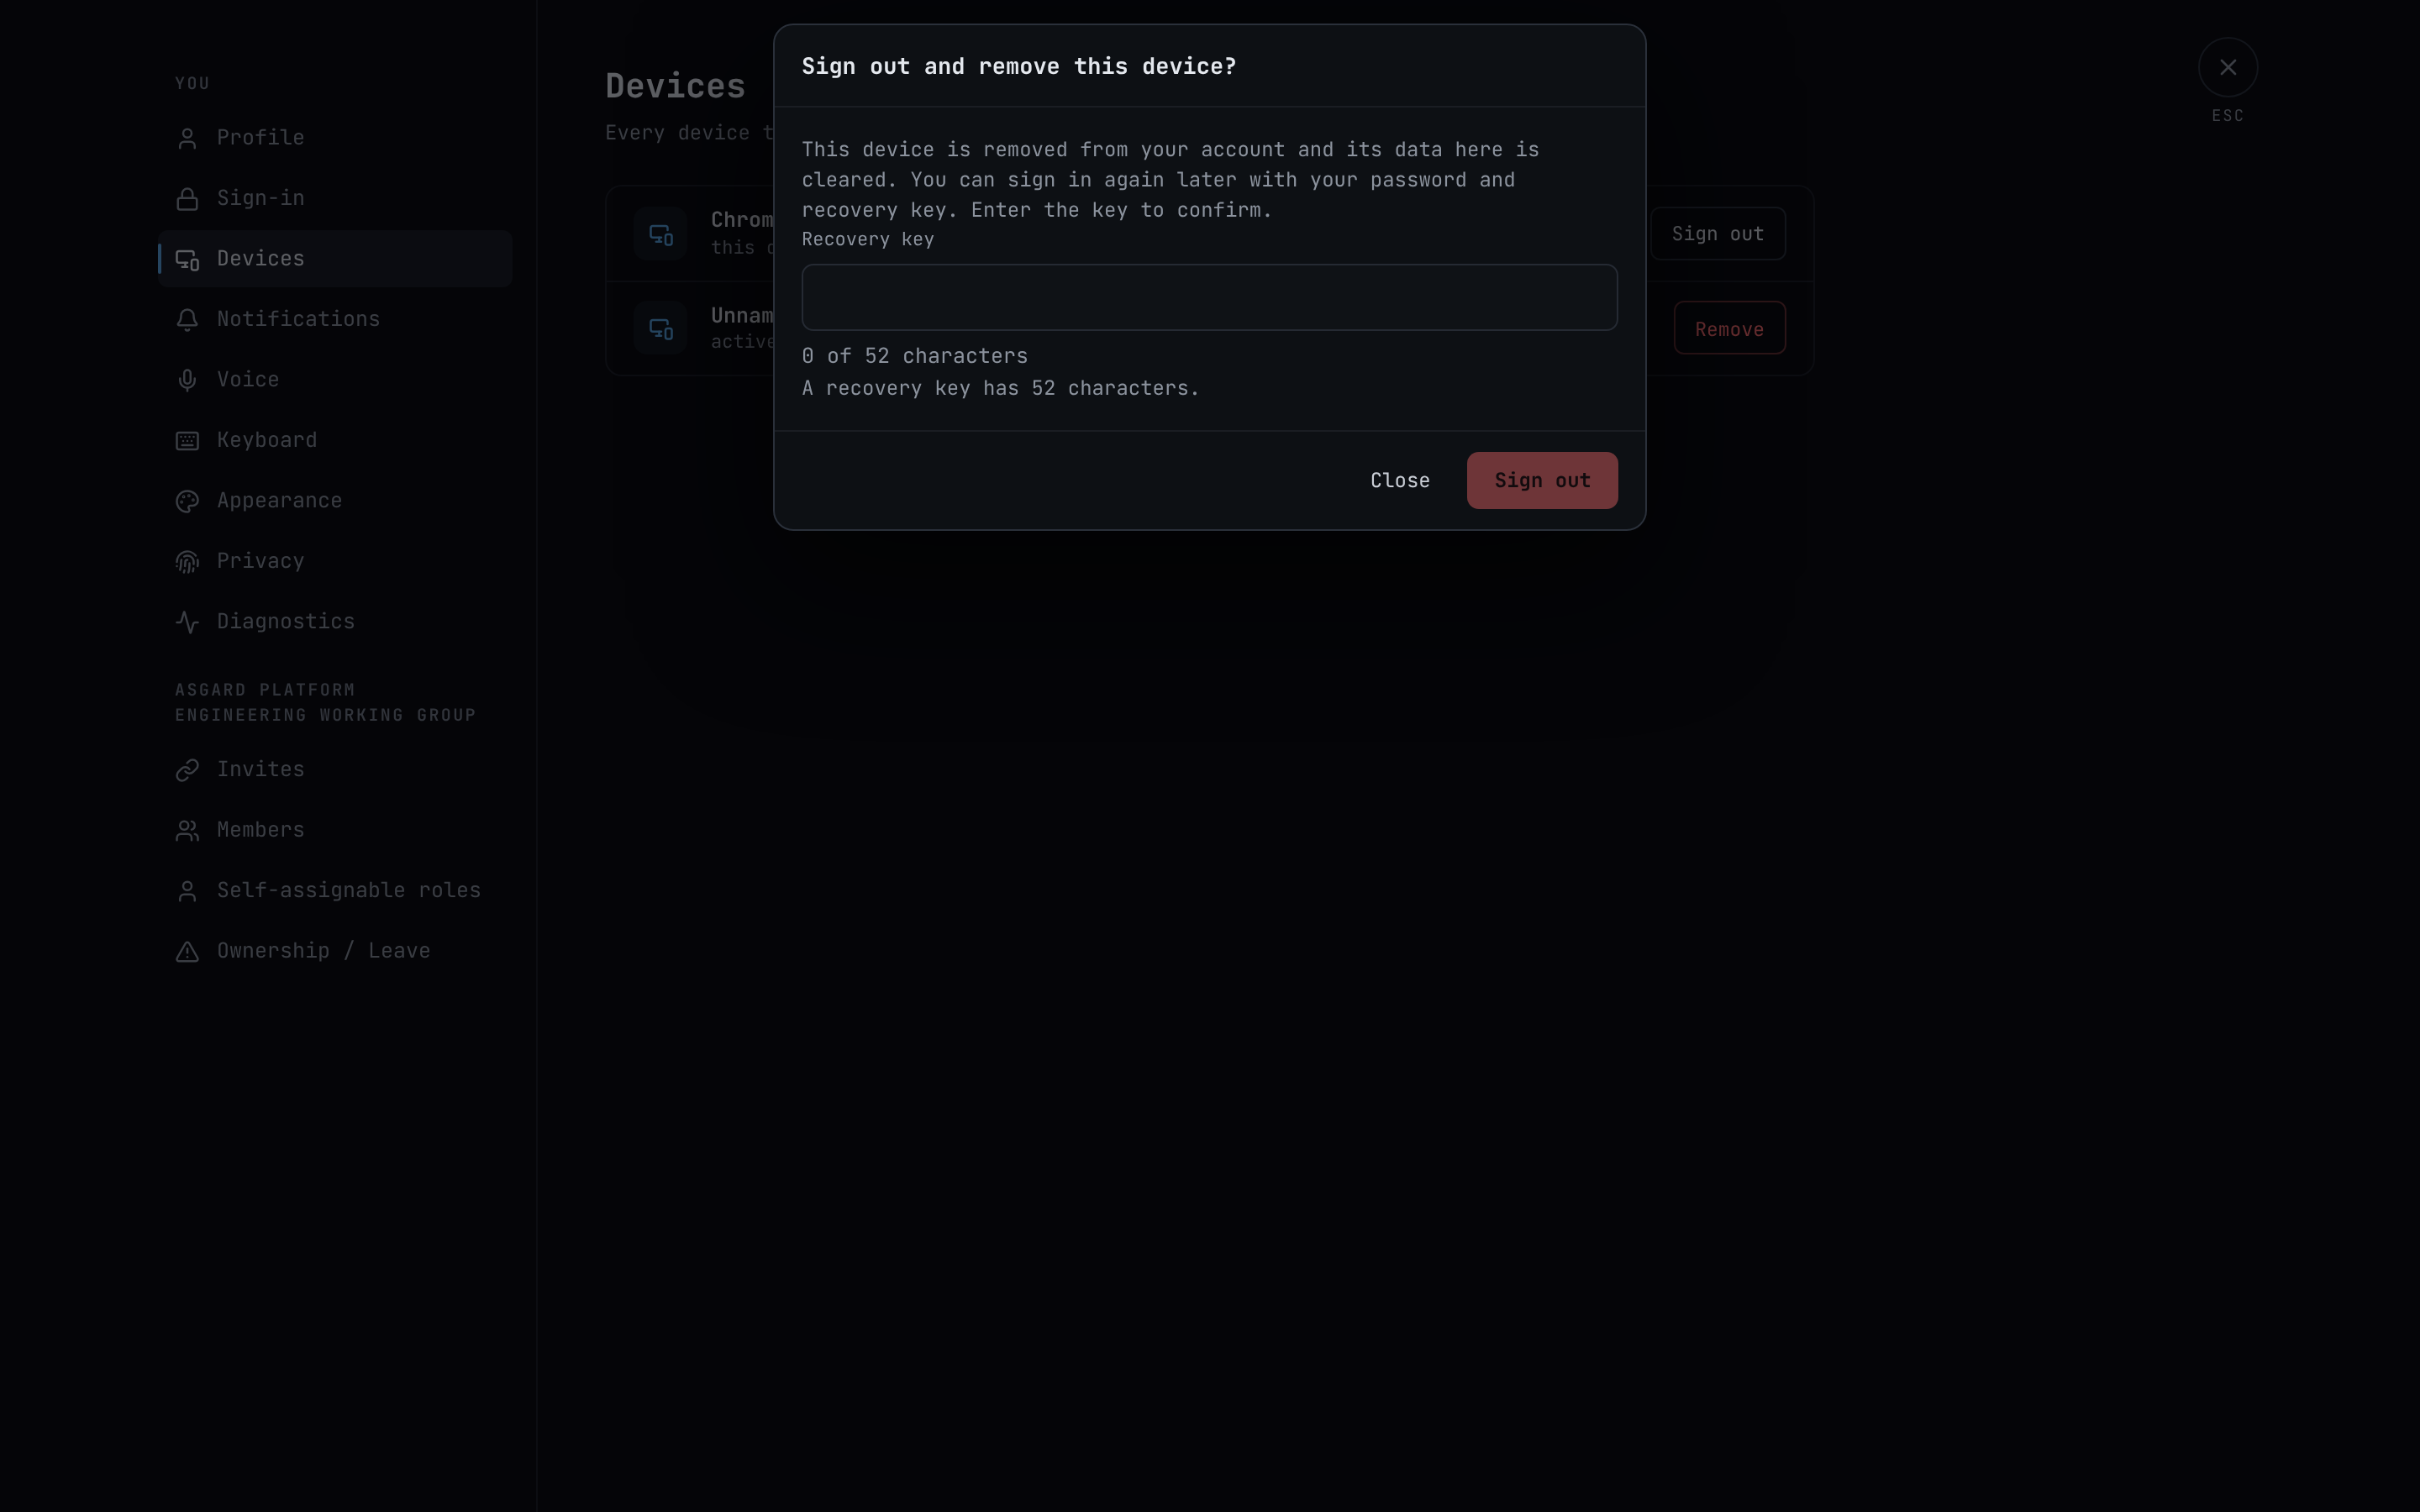 YOU
Profile
Sign-in
Devices
Notifications
Voice
Keyboard
Appearance
Privacy
Diagnostics
ASGARD PLATFORM
ENGINEERING WORKING GROUP
Invites
Members
Self-assignable roles
Ownership / Leave
Devices
Every device
Sign out
Remove
Sign out and remove this device?
This device is removed from your account and its data here is
cleared. You can sign in again later with your password and
recovery key. Enter the key to confirm.
Recovery key
0 of 52 characters
A recovery key has 52 characters.
Close
Sign out
ESC